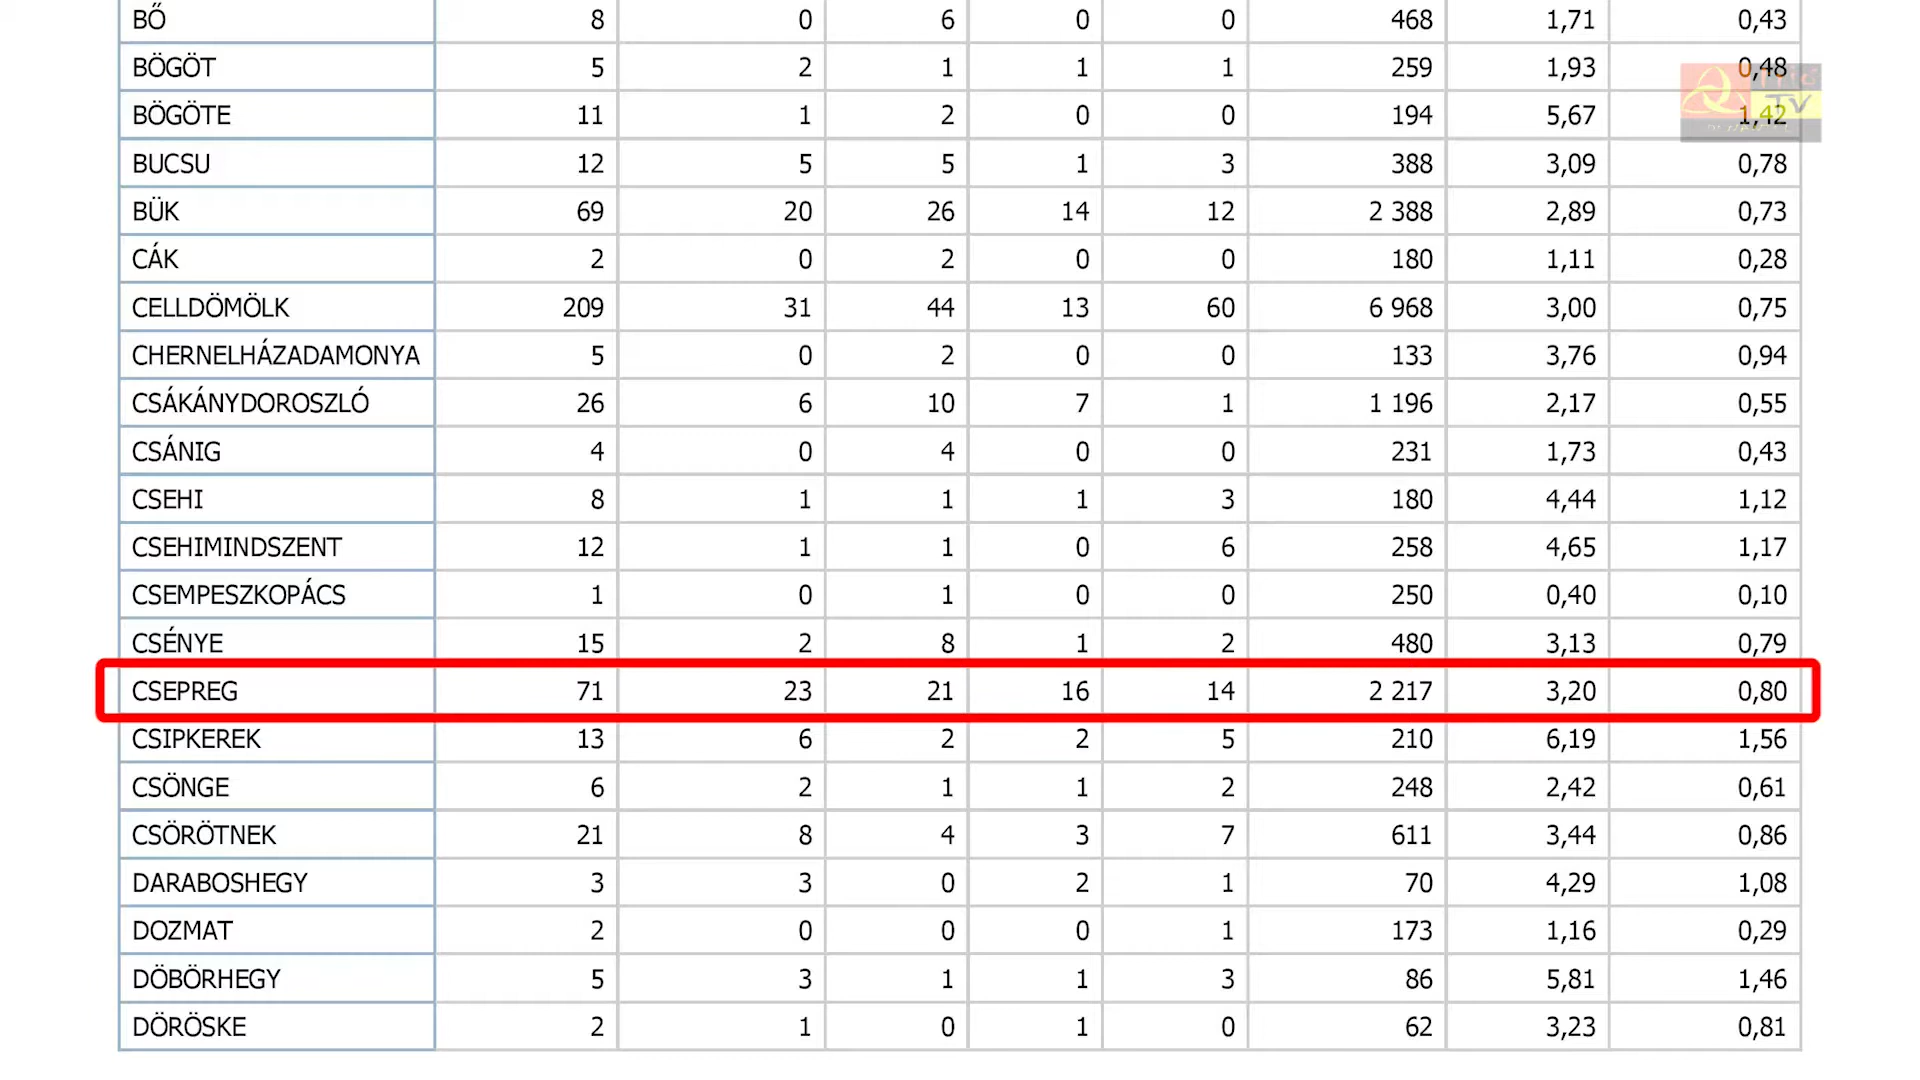 BŐ 8 0 6 0 0 468 1,71 0,43
BÖGÖT 5 2 1 1 1 259 1,93 0,48
BÖGÖTE 11 1 2 0 0 194 5,67 1,42
BUCSU 12 5 5 1 3 388 3,09 0,78
BÜK 69 20 26 14 12 2 388 2,89 0,73
CÁK 2 0 2 0 0 180 1,11 0,28
CELLDÖMÖLK 209 31 44 13 60 6 968 3,00 0,75
CHERNELHÁZADAMONYA 5 0 2 0 0 133 3,76 0,94
CSÁKÁNYDOROSZLÓ 26 6 10 7 1 1 196 2,17 0,55
CSÁNIG 4 0 4 0 0 231 1,73 0,43
CSEHI 8 1 1 1 3 180 4,44 1,12
CSEHIMINDSZENT 12 1 1 0 6 258 4,65 1,17
CSEMPESZKOPÁCS 1 0 1 0 0 250 0,40 0,10
CSÉNYE 15 2 8 1 2 480 3,13 0,79
CSEPREG 71 23 21 16 14 2 217 3,20 0,80
CSIPKEREK 13 6 2 2 5 210 6,19 1,56
CSÖNGE 6 2 1 1 2 248 2,42 0,61
CSÖRÖTNEK 21 8 4 3 7 611 3,44 0,86
DARABOSHEGY 3 3 0 2 1 70 4,29 1,08
DOZMAT 2 0 0 0 1 173 1,16 0,29
DÖBÖRHEGY 5 3 1 1 3 86 5,81 1,46
DÖRÖSKE 2 1 0 1 0 62 3,23 0,81
TV